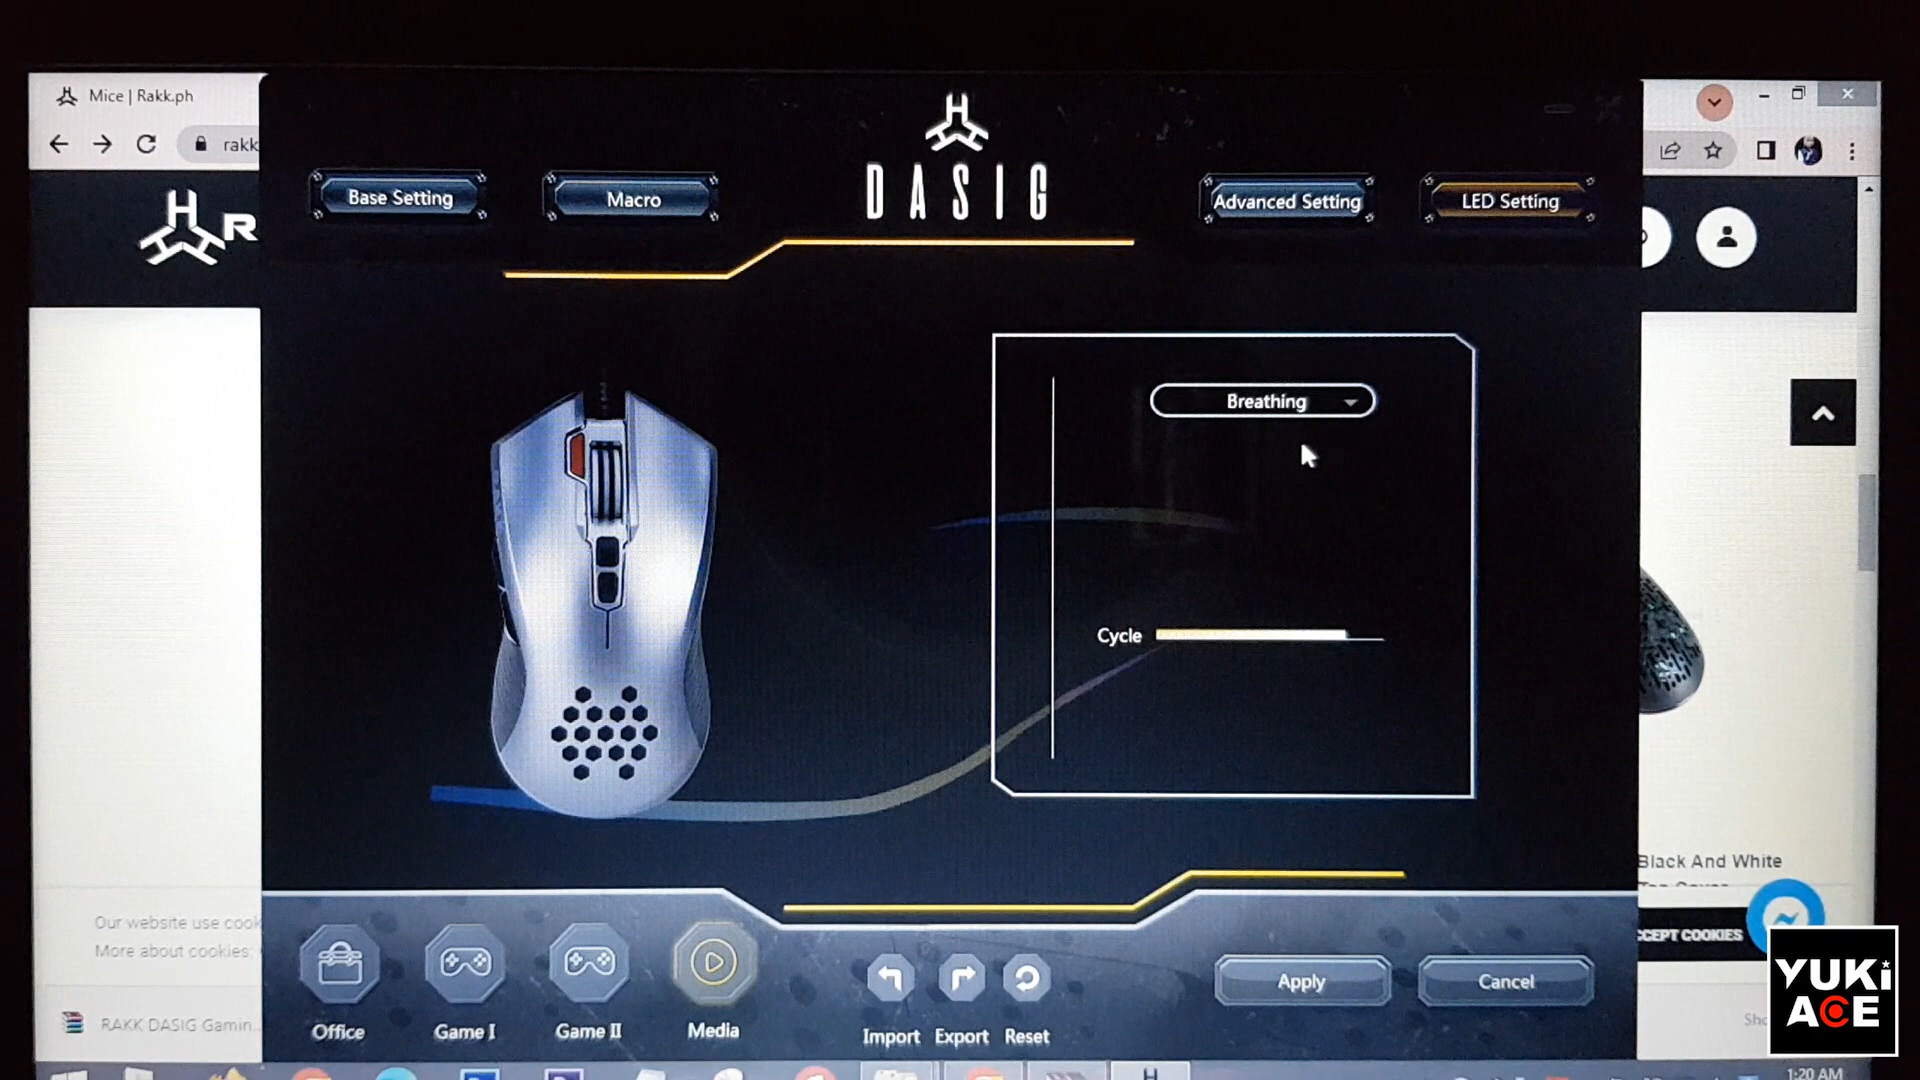 Mice | Rakk.ph
rakk
R
DASIG
Base Setting
Macro
Advanced Setting
LED Setting
Breathing
Cycle
Black And White
Our website use cook
More about cookies:
CCEPT COOKIES
YUKi
ACE
Apply
Cancel
Office
Game I
Game II
Media
Import
Export
Reset
RAKK DASIG Gamin...
1:20 AM